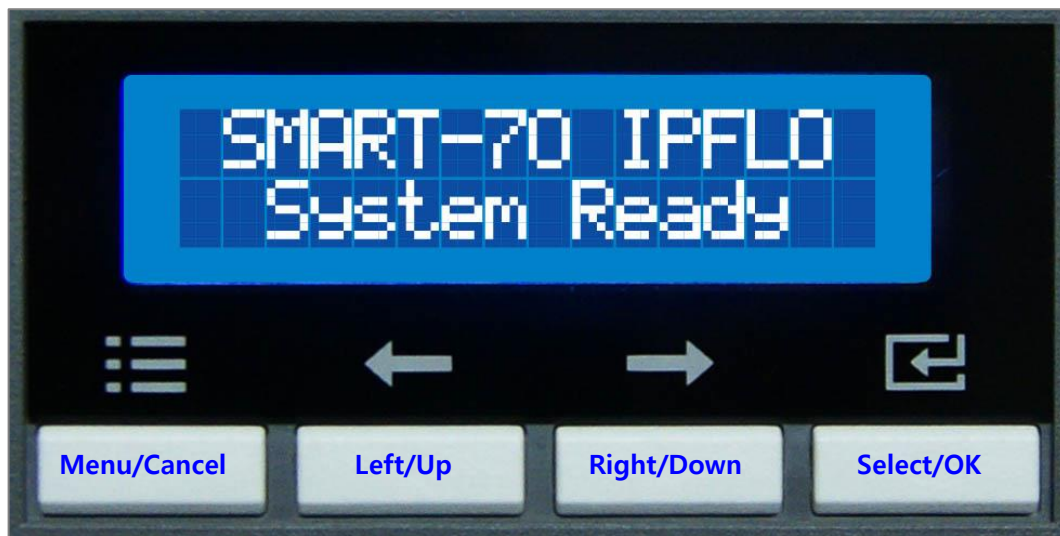 SMART-70 IPFLO
System Ready
Menu/Cancel
Left/Up
Right/Down
Select/OK